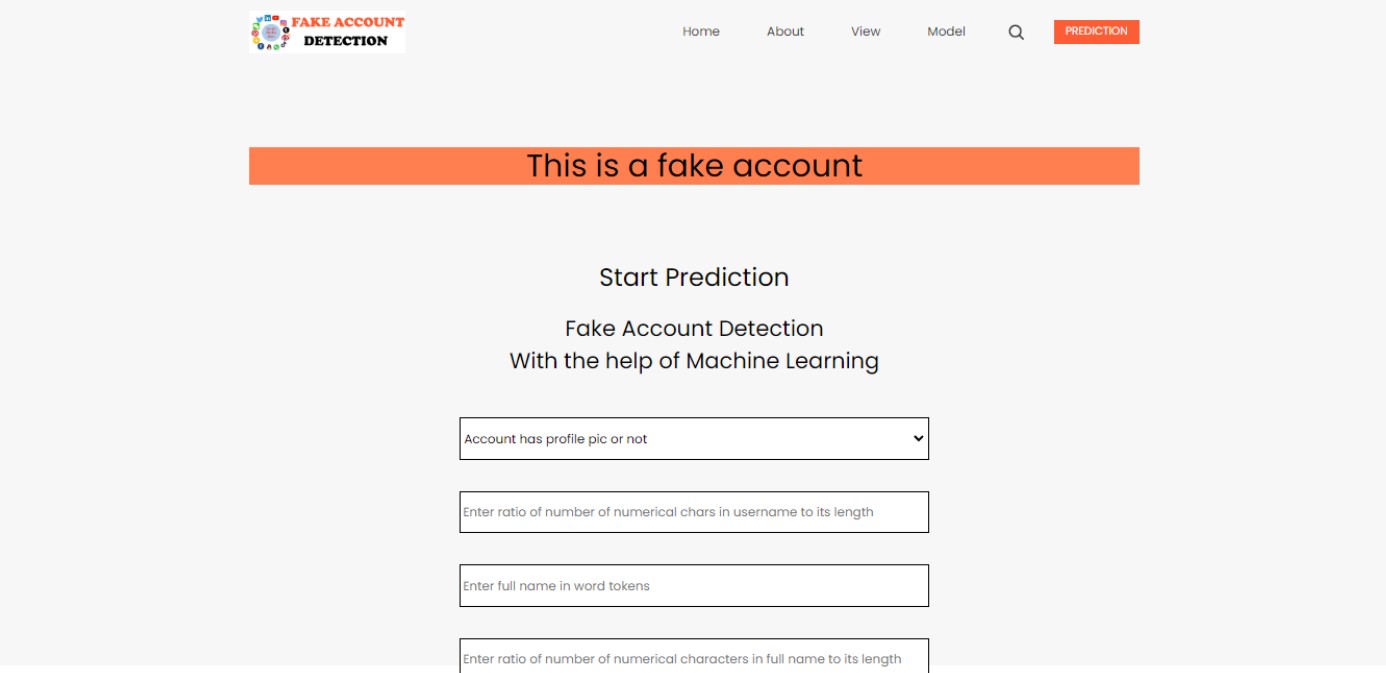 FAKE ACCOUNT
DETECTION
Home About View Model PREDICTION
This is a fake account
Start Prediction
Fake Account Detection
With the help of Machine Learning
Account has profile pic or not
Enter ratio of number of numerical chars in username to its length
Enter full name in word tokens
Enter ratio of number of numerical characters in full name to its length